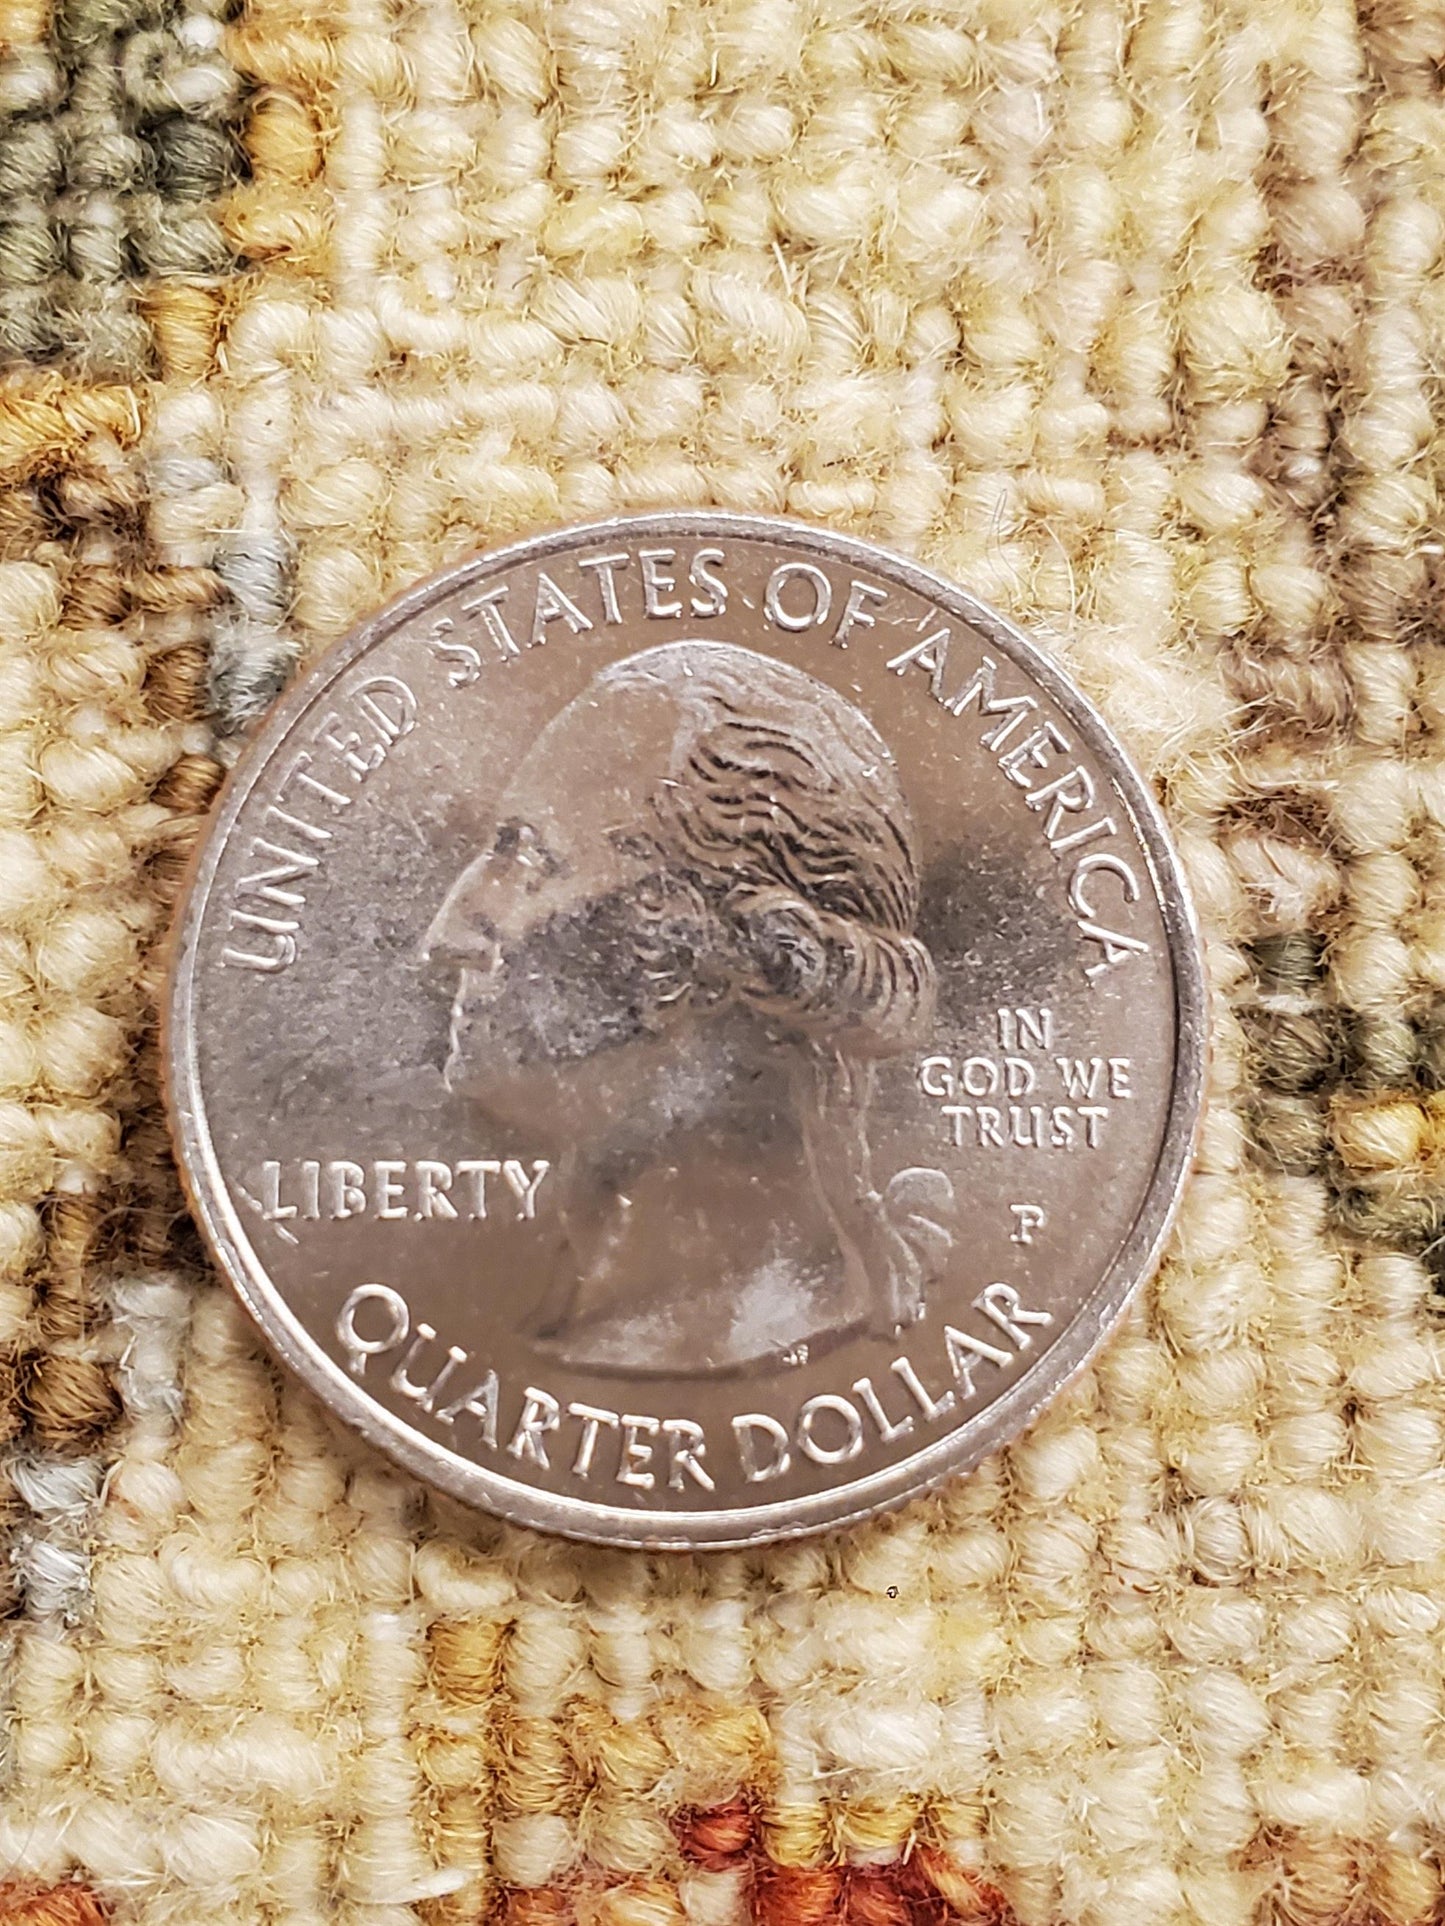 UNITED STATES OF AMERICA
LIBERTY
IN
GOD WE
TRUST
P
QUARTER DOLLAR